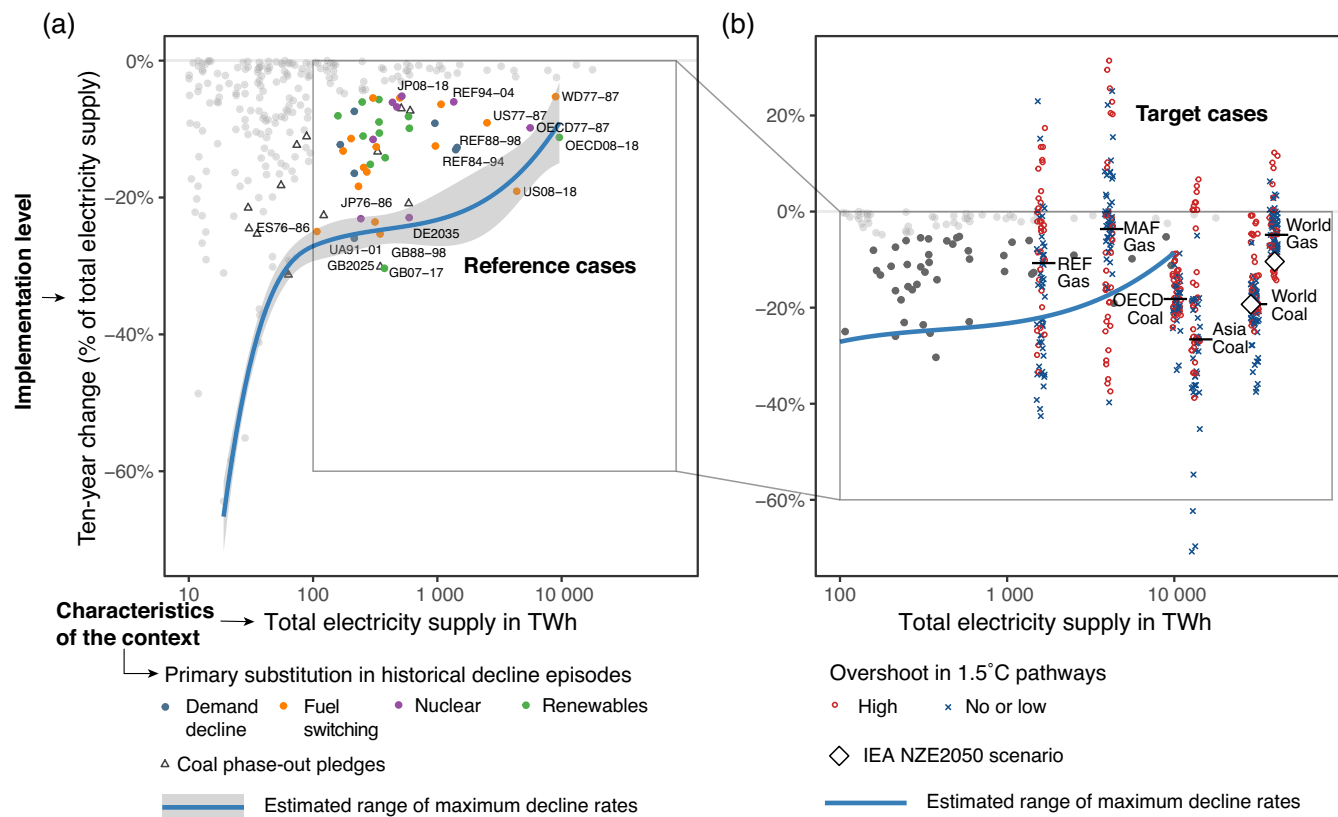 (a)
(b)
Implementation level
Ten-year change (% of total electricity supply)
0%
−20%
−40%
−60%
JP08−18
REF94−04
WD77−87
US77−87
OECD77−87
REF88−98
OECD08−18
REF84−94
US08−18
JP76−86
ES76−86
DE2035
UA91−01
GB88−98
GB2025
GB07−17
Reference cases
10
100
1 000
10 000
Total electricity supply in TWh
Characteristics
of the context
Primary substitution in historical decline episodes
Demand
decline
Fuel
switching
Nuclear
Renewables
Coal phase-out pledges
Estimated range of maximum decline rates
20%
0%
−20%
−40%
−60%
Target cases
MAF
Gas
World
Gas
REF
Gas
OECD
Coal
World
Coal
Asia
Coal
100
1 000
10 000
Total electricity supply in TWh
Overshoot in 1.5˚C pathways
High
No or low
IEA NZE2050 scenario
Estimated range of maximum decline rates